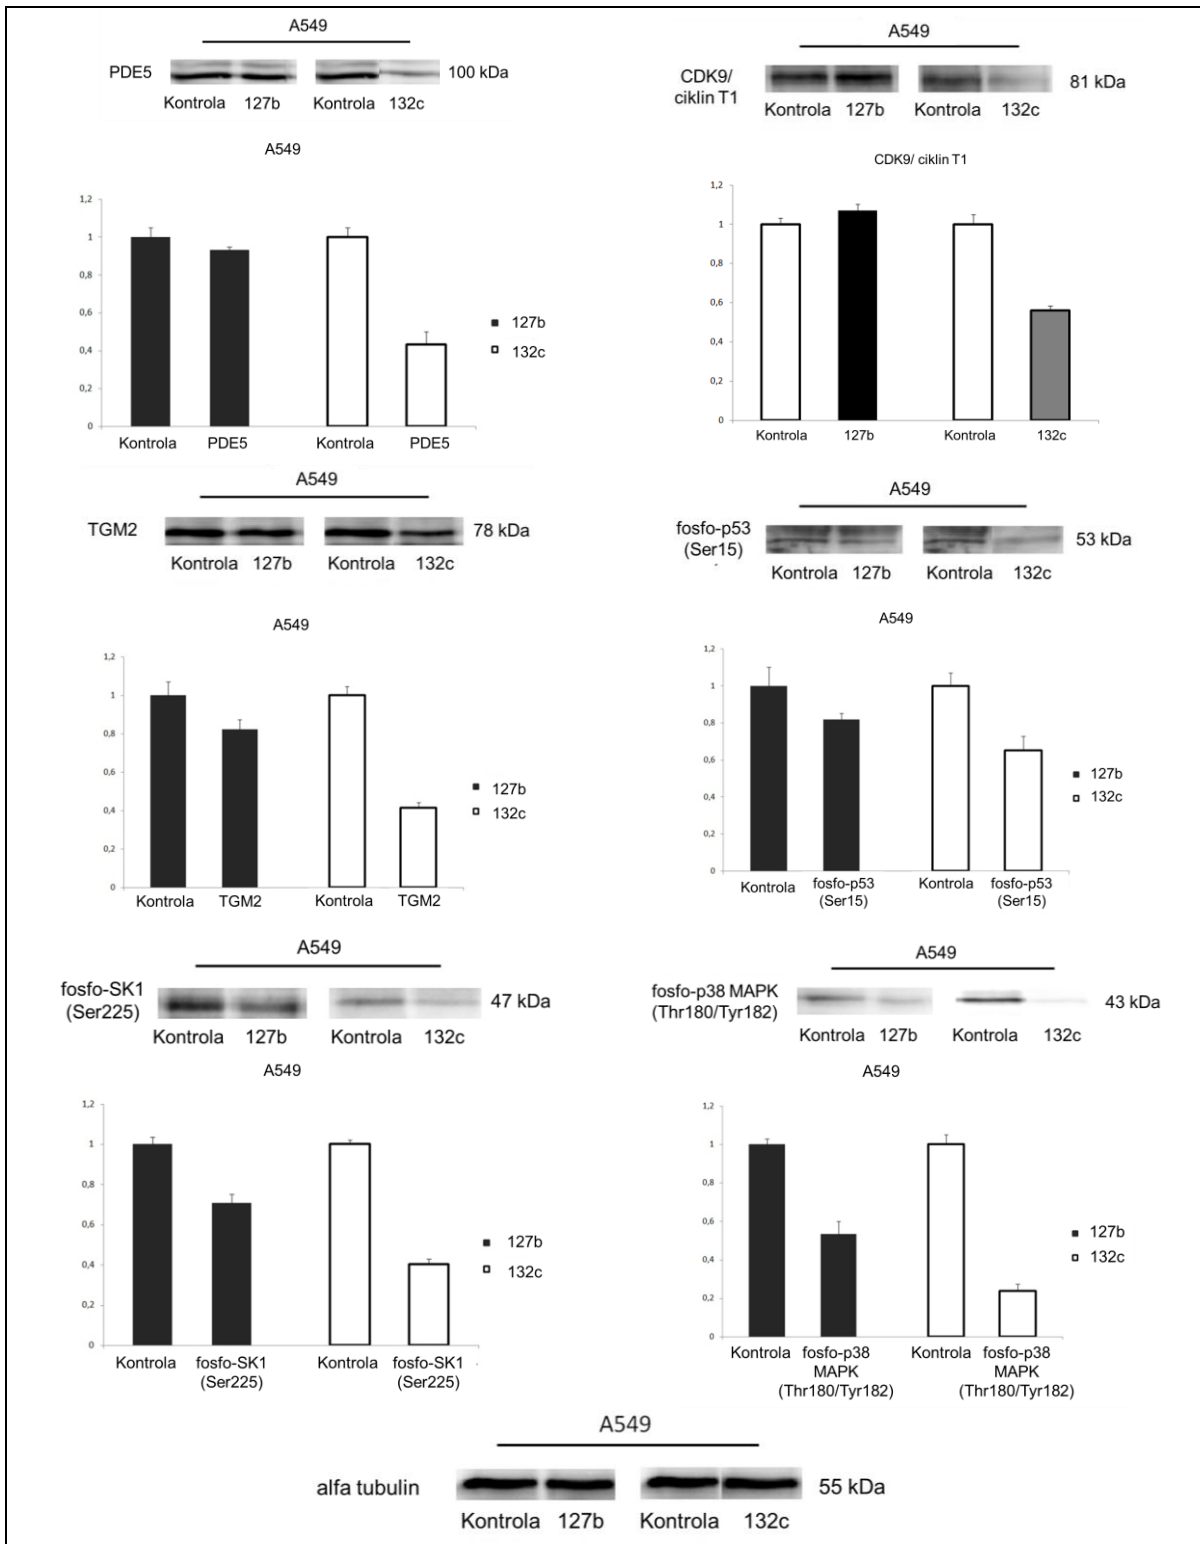 A549
PDE5
100 kDa
Kontrola 127b Kontrola 132c
A549
1,2
1
0,8
0,6
0,4
0,2
0
127b
132c
Kontrola PDE5 Kontrola PDE5
A549
CDK9/
ciklin T1
81 kDa
Kontrola 127b Kontrola 132c
CDK9/ ciklin T1
1,2
1
0,8
0,6
0,4
0,2
0
Kontrola 127b Kontrola 132c
A549
TGM2
78 kDa
Kontrola 127b Kontrola 132c
A549
1,2
1
0,8
0,6
0,4
0,2
0
127b
132c
Kontrola TGM2 Kontrola TGM2
A549
fosfo-p53
(Ser15)
53 kDa
Kontrola 127b Kontrola 132c
A549
1,2
1
0,8
0,6
0,4
0,2
0
127b
132c
Kontrola fosfo-p53 Kontrola fosfo-p53
(Ser15) (Ser15)
A549
fosfo-SK1
(Ser225)
47 kDa
Kontrola 127b Kontrola 132c
A549
1,2
1
0,8
0,6
0,4
0,2
0
127b
132c
Kontrola fosfo-SK1 Kontrola fosfo-SK1
(Ser225) (Ser225)
A549
fosfo-p38 MAPK
(Thr180/Tyr182)
43 kDa
Kontrola 127b Kontrola 132c
A549
1,2
1
0,8
0,6
0,4
0,2
0
127b
132c
Kontrola fosfo-p38 Kontrola fosfo-p38
MAPK MAPK
(Thr180/Tyr182) (Thr180/Tyr182)
A549
alfa tubulin
55 kDa
Kontrola 127b Kontrola 132c